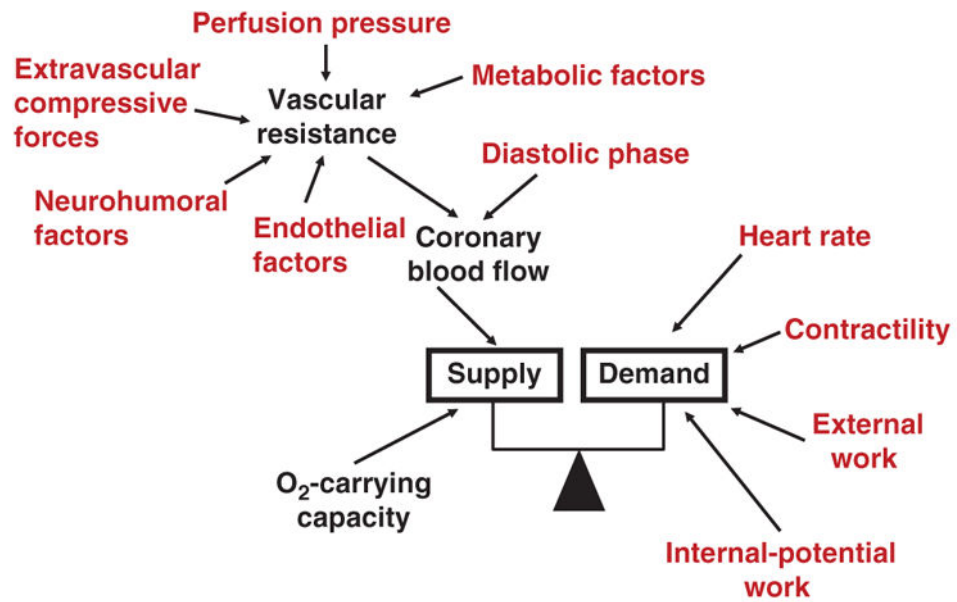 Perfusion pressure
Extravascular
compressive
forces
Vascular
resistance
Metabolic factors
Diastolic phase
Neurohumoral
factors
Endothelial
factors
Coronary
blood flow
Heart rate
Contractility
Supply
Demand
External
work
O₂-carrying
capacity
Internal-potential
work